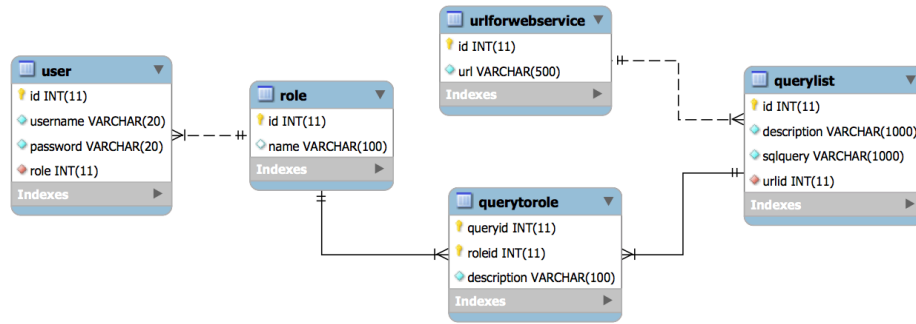 user
id INT(11)
username VARCHAR(20)
password VARCHAR(20)
role INT(11)
Indexes
role
id INT(11)
name VARCHAR(100)
Indexes
urlforwebservice
id INT(11)
url VARCHAR(500)
Indexes
querytorole
queryid INT(11)
roleid INT(11)
description VARCHAR(100)
Indexes
querylist
id INT(11)
description VARCHAR(1000)
sqlquery VARCHAR(1000)
urlid INT(11)
Indexes